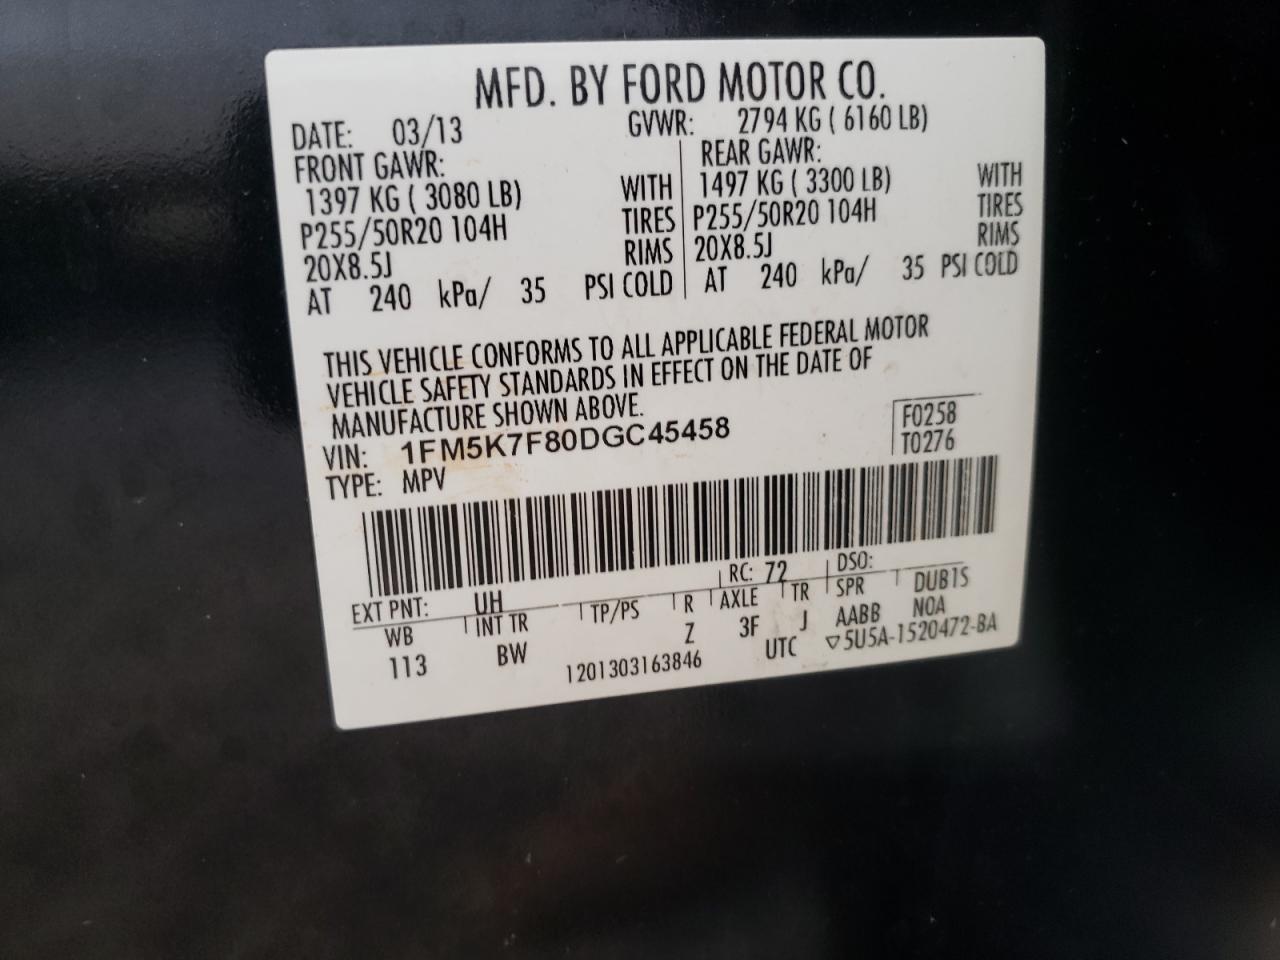 MFD. BY FORD MOTOR CO.
DATE: 03/13 GVWR: 2794 KG ( 6160 LB)
FRONT GAWR: REAR GAWR:
1397 KG ( 3080 LB) WITH 1497 KG ( 3300 LB) WITH
P255/50R20 104H TIRES P255/50R20 104H TIRES
20X8.5J RIMS 20X8.5J RIMS
AT 240 kPa/ 35 PSI COLD AT 240 kPa/ 35 PSI COLD
THIS VEHICLE CONFORMS TO ALL APPLICABLE FEDERAL MOTOR
VEHICLE SAFETY STANDARDS IN EFFECT ON THE DATE OF
MANUFACTURE SHOWN ABOVE.
VIN: 1FM5K7F80DGC45458 F0258
TYPE: MPV T0276
EXT PNT: UH RC: 72 DSO:
WB INT TR TP/PS R AXLE TR SPR DUB1S
113 BW Z 3F J AABB N0A
1201303163846 UTC ▽5U5A-1520472-BA